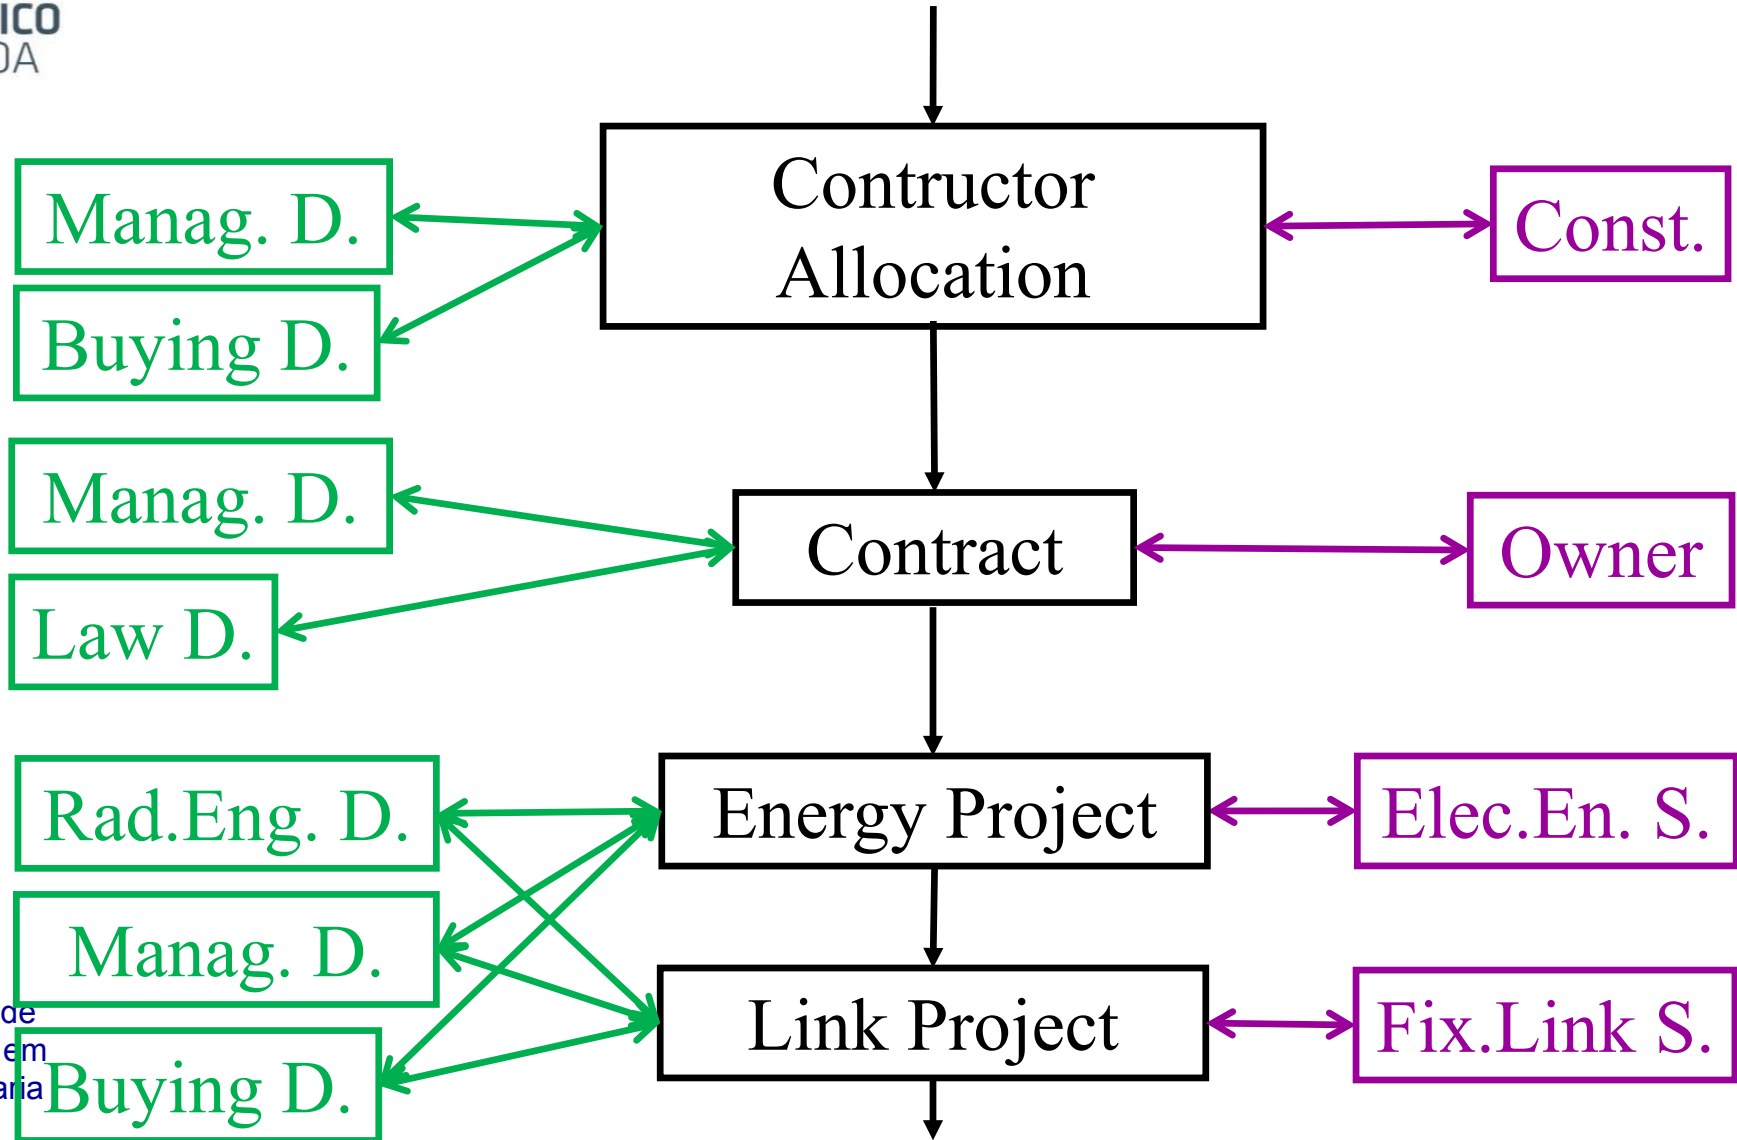 ICO
DA
Contructor
Allocation
Manag. D.
Buying D.
Const.
Manag. D.
Law D.
Contract
Owner
Rad.Eng. D.
Manag. D.
Buying D.
Energy Project
Elec.En. S.
Link Project
Fix.Link S.
de
em
aria